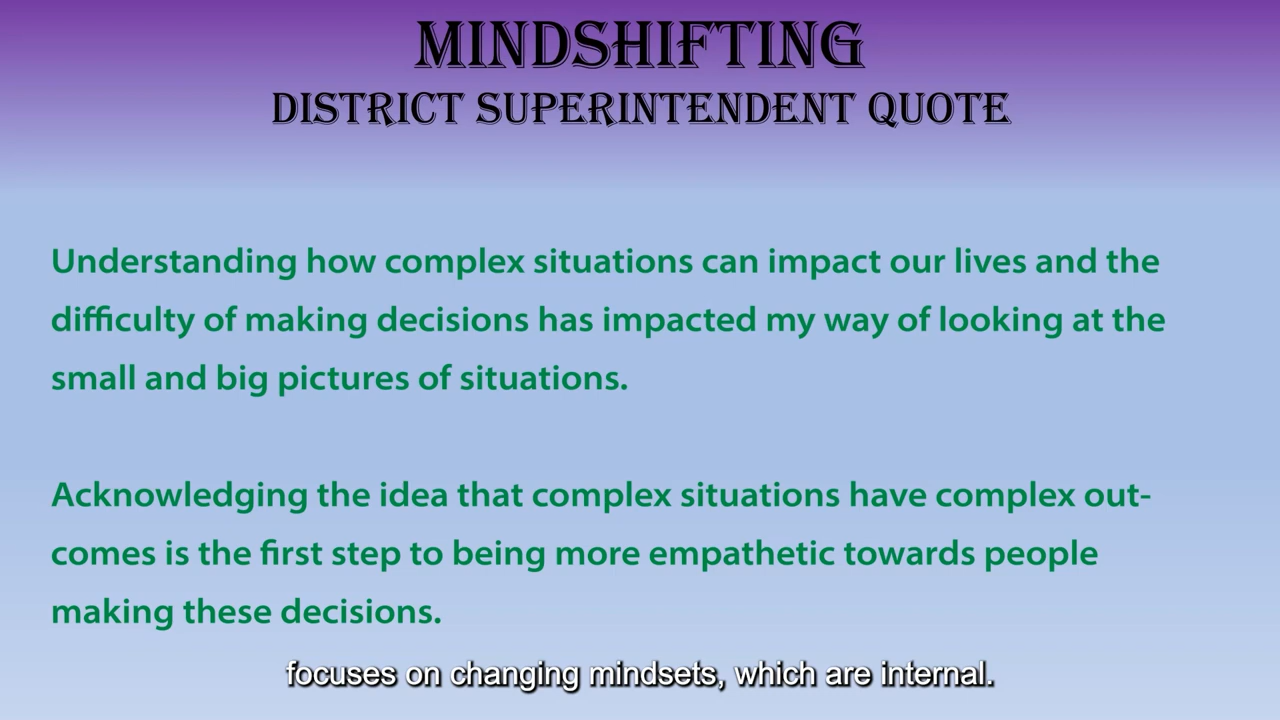 MINDSHIFTING
DISTRICT SUPERINTENDENT QUOTE
Understanding how complex situations can impact our lives and the
difficulty of making decisions has impacted my way of looking at the
small and big pictures of situations.
Acknowledging the idea that complex situations have complex out-
comes is the first step to being more empathetic towards people
making these decisions.
focuses on changing mindsets, which are internal.